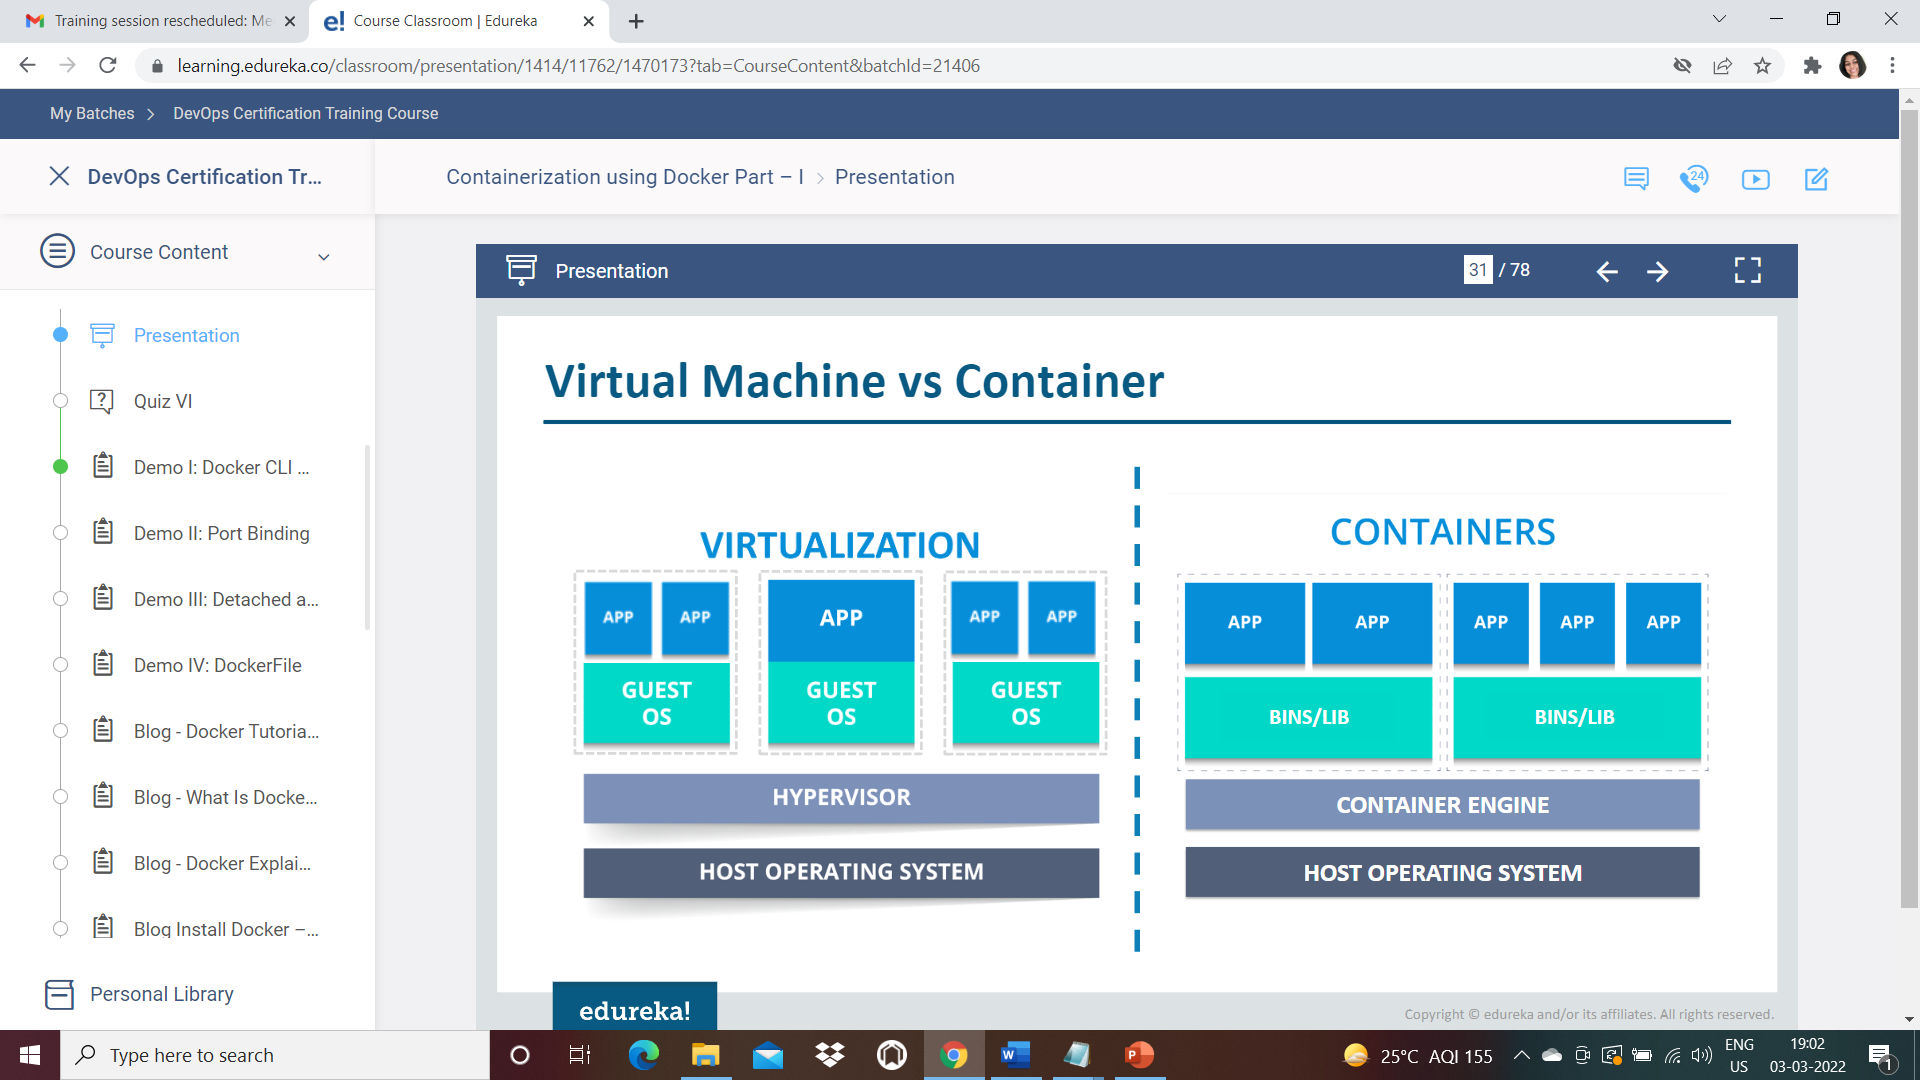 Training session rescheduled: Me
Course Classroom | Edureka
learning.edureka.co/classroom/presentation/1414/11762/1470173?tab=CourseContent&batchId=21406
My Batches > DevOps Certification Training Course
DevOps Certification Tr...
Containerization using Docker Part – I > Presentation
24
Course Content
Presentation
Quiz VI
Demo I: Docker CLI ...
Demo II: Port Binding
Demo III: Detached a...
Demo IV: DockerFile
Blog - Docker Tutoria...
Blog - What Is Docke...
Blog - Docker Explai...
Blog Install Docker –...
Personal Library
Presentation
31 / 78
Virtual Machine vs Container
VIRTUALIZATION
APP APP APP APP APP
GUEST OS GUEST OS GUEST OS
HYPERVISOR
HOST OPERATING SYSTEM
CONTAINERS
APP APP APP APP APP
BINS/LIB BINS/LIB
CONTAINER ENGINE
HOST OPERATING SYSTEM
edureka!
Copyright © edureka and/or its affiliates. All rights reserved.
Type here to search
25°C AQI 155
ENG
US
19:02
03-03-2022
1